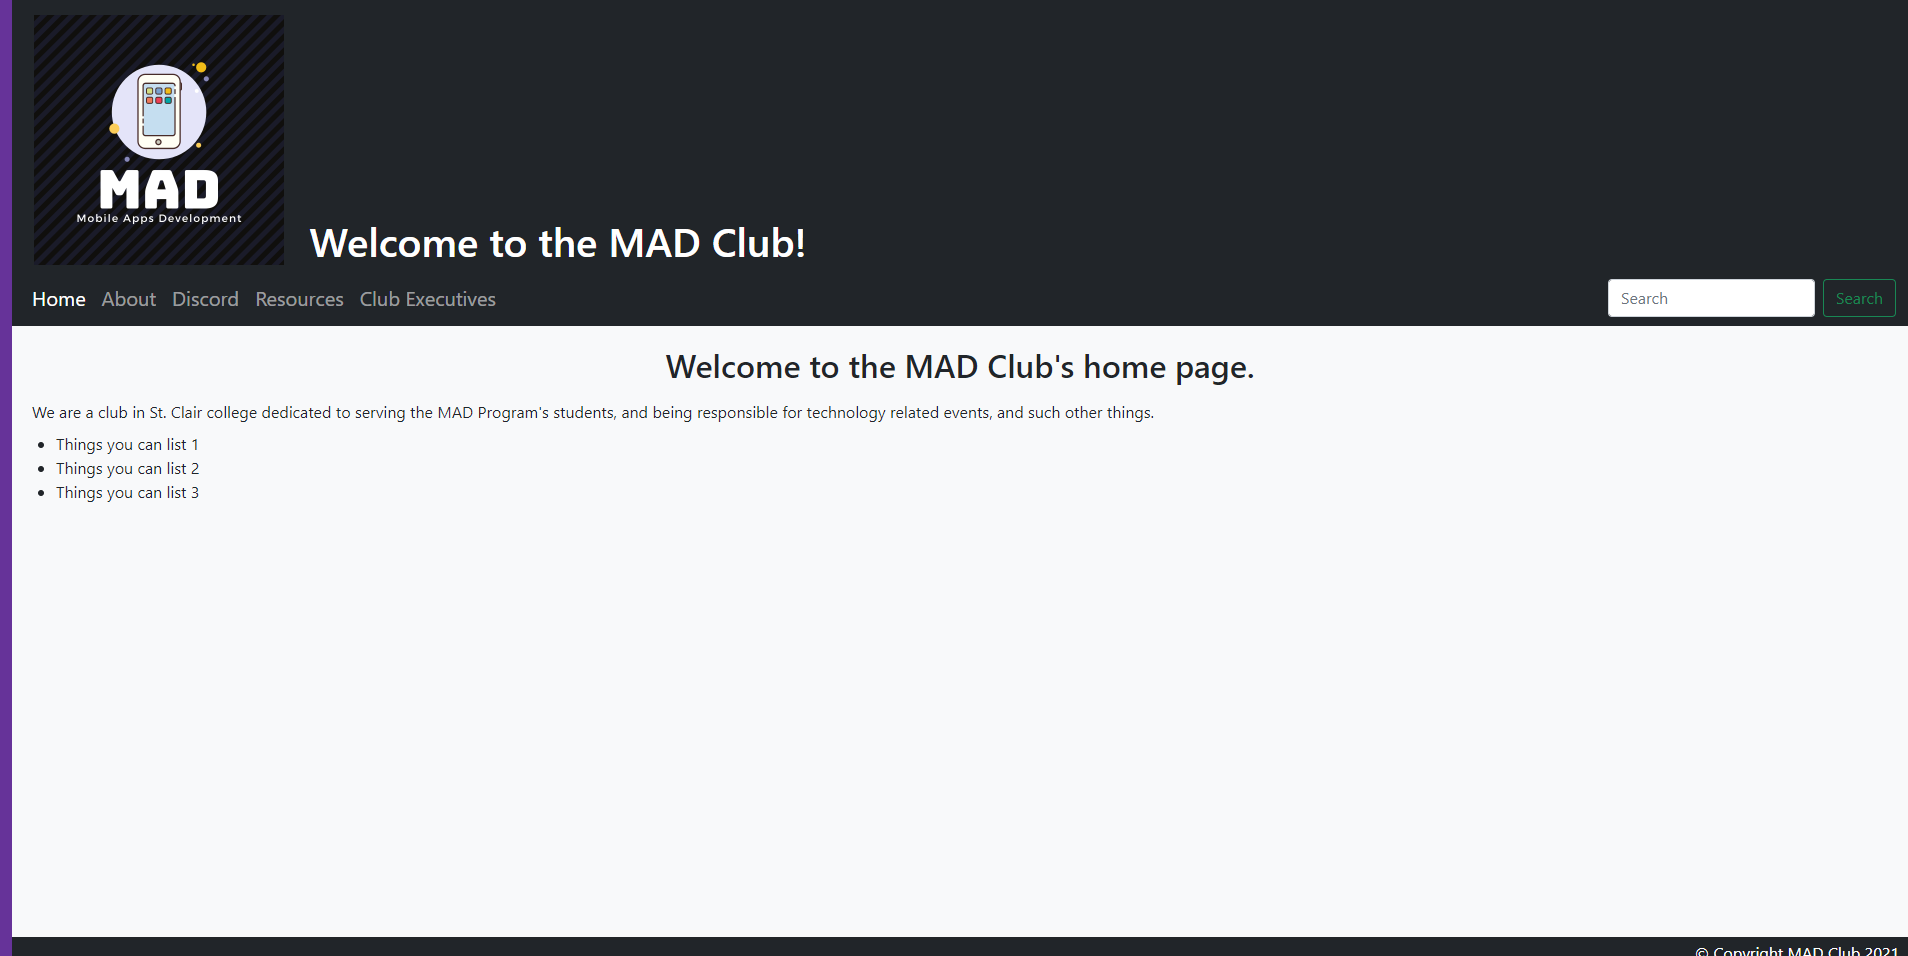 MAD
Mobile Apps Development
Welcome to the MAD Club!
Home About Discord Resources Club Executives Search Search
Welcome to the MAD Club's home page.
We are a club in St. Clair college dedicated to serving the MAD Program's students, and being responsible for technology related events, and such other things.
• Things you can list 1
• Things you can list 2
• Things you can list 3
© Copyright MAD Club 2021